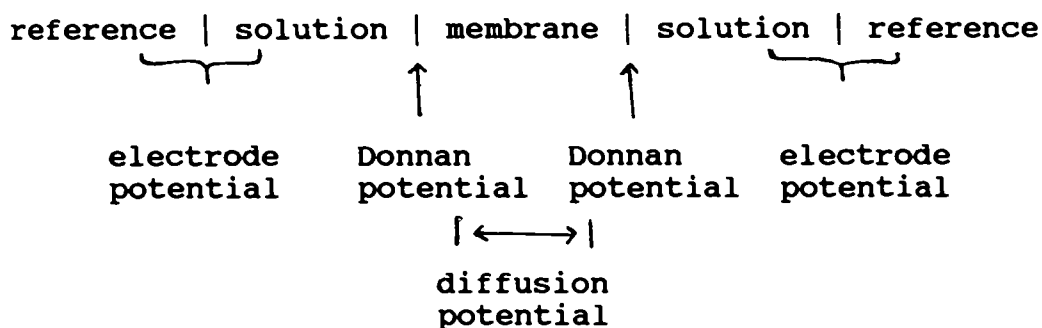 reference | solution | membrane | solution | reference
electrode Donnan Donnan electrode
potential potential potential potential
diffusion
potential